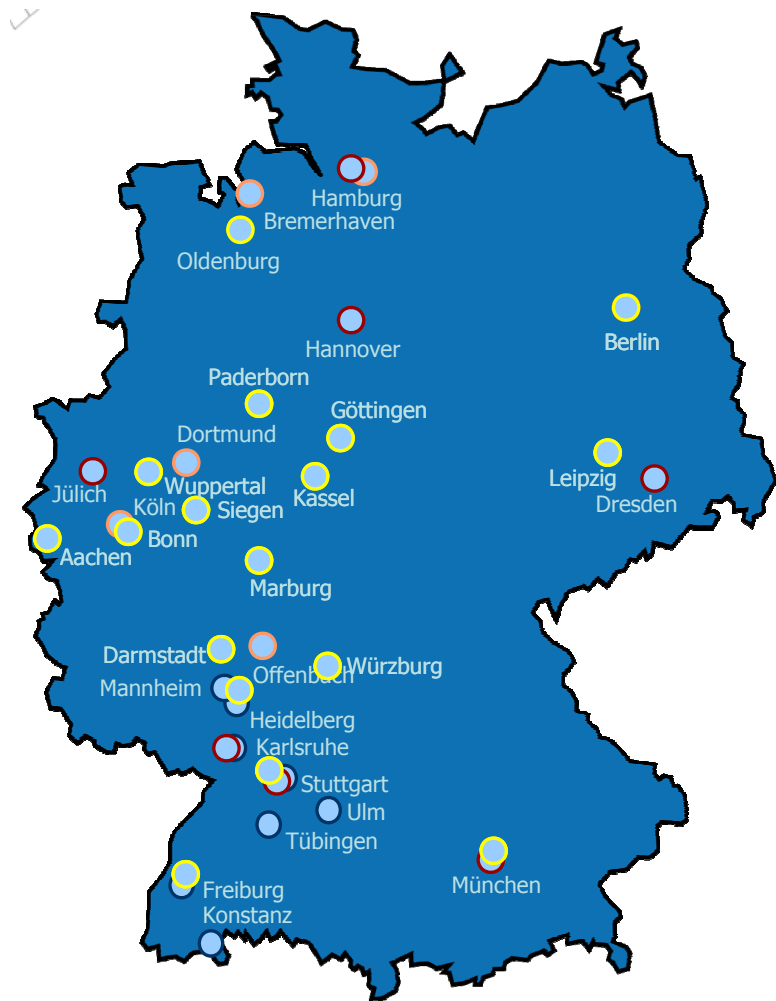 Hamburg
Bremerhaven
Oldenburg
Berlin
Hannover
Paderborn
Göttingen
Dortmund
Leipzig
Wuppertal
Jülich
Kassel
Dresden
Köln
Siegen
Bonn
Aachen
Marburg
Darmstadt
Würzburg
Offenbach
Mannheim
Heidelberg
Karlsruhe
Stuttgart
Ulm
Tübingen
München
Freiburg
Konstanz